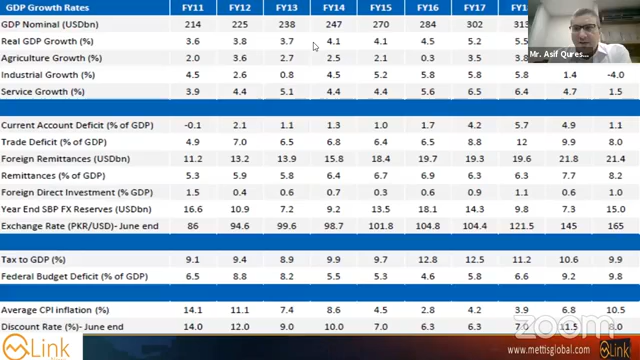 GDP Growth Rates FY11 FY12 FY13 FY14 FY15 FY16 FY17 FY18
GDP Nominal (USDbn) 214 225 238 247 270 284 302 313
Real GDP Growth (%) 3.6 3.8 3.7 4.1 4.1 4.5 5.2 5.5
Mr. Asif Qures...
Agriculture Growth (%) 2.0 3.6 2.7 2.5 2.1 0.3 3.5 3.8
Industrial Growth (%) 4.5 2.6 0.8 4.5 5.2 5.8 5.8 5.8 1.4 -4.0
Service Growth (%) 3.9 4.4 5.1 4.4 4.4 5.6 6.5 6.4 4.7 1.5
Current Account Deficit (% of GDP) -0.1 2.1 1.1 1.3 1.0 1.7 4.2 5.7 4.9 1.1
Trade Deficit (% of GDP) 4.9 7.0 6.5 6.8 6.4 6.5 8.8 12 9.9 8.0
Foreign Remittances (USDbn) 11.2 13.2 13.9 15.8 18.4 19.7 19.3 19.6 21.8 21.4
Remittances (% of GDP) 5.3 5.9 5.8 6.4 6.7 6.9 6.3 6.3 7.7 8.2
Foreign Direct Investment (% GDP) 1.5 0.4 0.6 0.7 0.3 0.6 0.9 1.1 0.6 1.0
Year End SBP FX Reserves (USDbn) 16.6 10.9 7.2 9.2 13.5 18.1 14.3 9.8 7.3 15.0
Exchange Rate (PKR/USD)- June end 86 94.6 99.6 98.7 101.8 104.8 104.4 121.5 145 165
Tax to GDP (%) 9.1 9.4 8.9 9.9 9.7 12.8 12.5 11.2 10.6 9.9
Federal Budget Deficit (% of GDP) 6.5 8.8 8.2 5.5 5.3 4.6 5.8 6.6 9.2 9.8
Average CPI inflation (%) 14.1 11.1 7.4 8.6 4.5 2.8 4.2 3.9 6.8 10.5
Discount Rate (%)- June end 14.0 12.0 9.0 10.0 7.0 6.3 6.3 7.0 11.5 8.0
zoom
Link
www.mettisglobal.com
Link